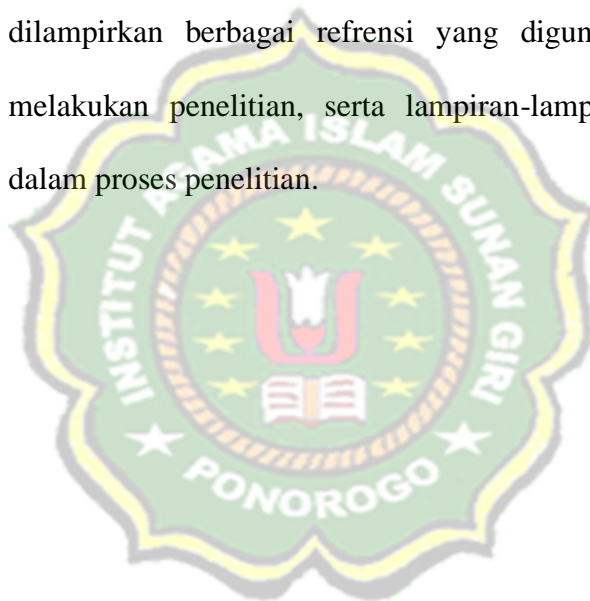 dilampirkan berbagai refrensi yang digun
melakukan penelitian, serta lampiran-lamp
dalam proses penelitian.
INSTITUT AGAMA ISLAM SUNAN GIRI
PONOROGO